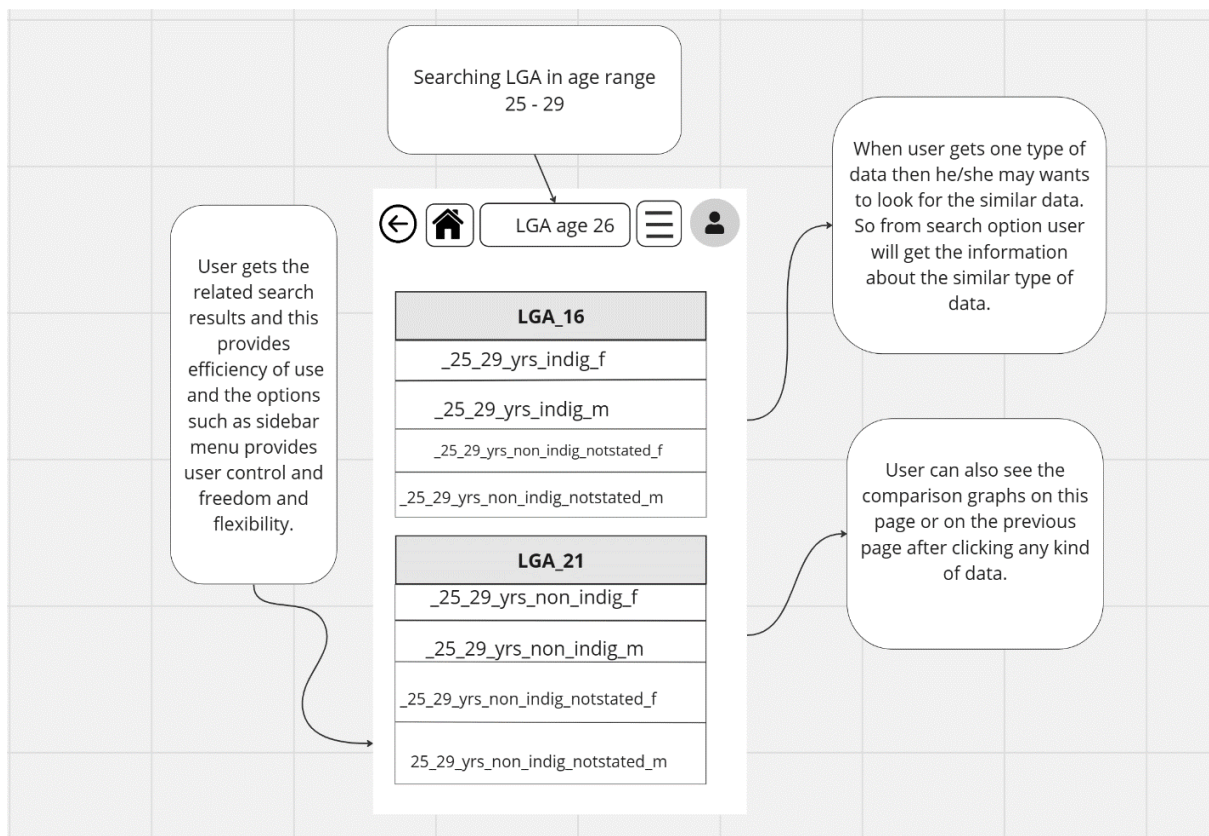 Searching LGA in age range
25 - 29
LGA age 26
User gets the
related search
results and this
provides
efficiency of use
and the options
such as sidebar
menu provides
user control and
freedom and
flexibility.
LGA_16
_25_29_yrs_indig_f
_25_29_yrs_indig_m
_25_29_yrs_non_indig_notstated_f
_25_29_yrs_non_indig_notstated_m
LGA_21
_25_29_yrs_non_indig_f
_25_29_yrs_non_indig_m
_25_29_yrs_non_indig_notstated_f
25_29_yrs_non_indig_notstated_m
When user gets one type of
data then he/she may wants
to look for the similar data.
So from search option user
will get the information
about the similar type of
data.
User can also see the
comparison graphs on this
page or on the previous
page after clicking any kind
of data.